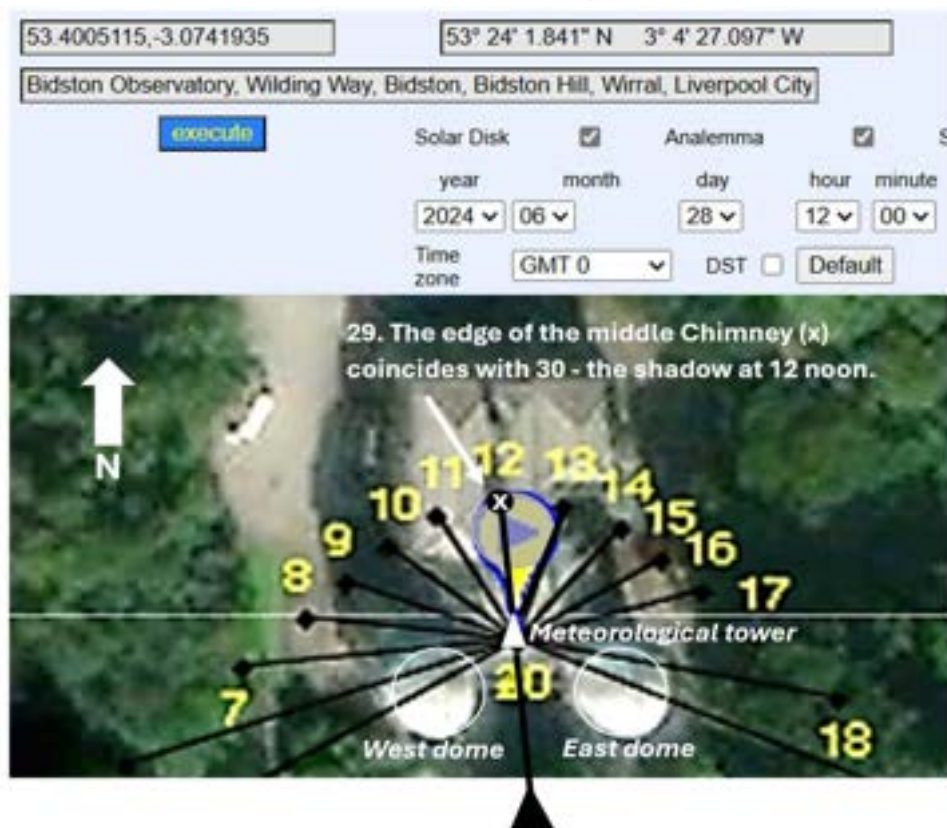 53.4005115,-3.0741935 53° 24' 1.841" N 3° 4' 27.097" W
Bidston Observatory, Wilding Way, Bidston, Bidston Hill, Wirral, Liverpool City
execute Solar Disk Analemma S
year month day hour minute
2024 06 28 12 00
Time zone GMT 0 DST Default
29. The edge of the middle Chimney (x)
coincides with 30 - the shadow at 12 noon.
N
7 8 9 10 11 12 13 14 15 16 17 18
x
Meteorological tower
20
West dome East dome